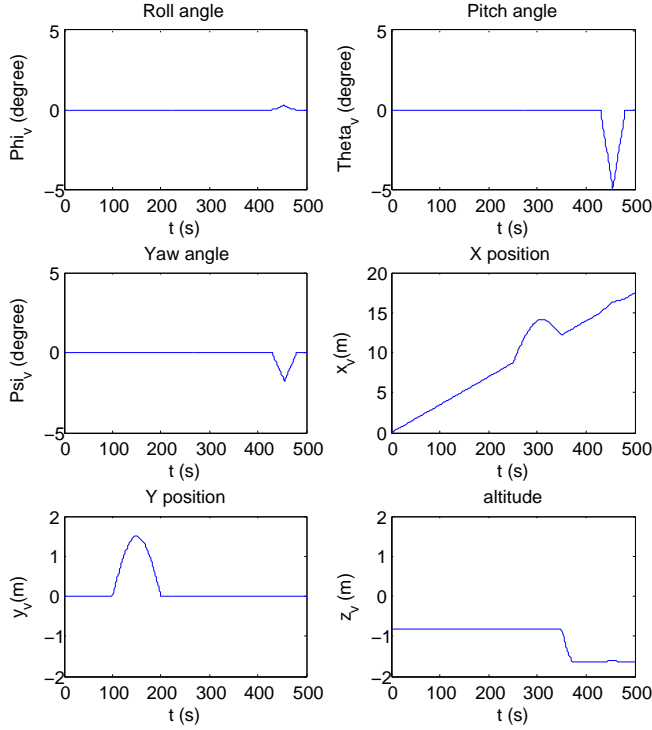 Roll angle
5
0
−5
0 100 200 300 400 500
Phi_v (degree)
t (s)
Pitch angle
5
0
−5
0 100 200 300 400 500
Theta_v (degree)
t (s)
Yaw angle
5
0
−5
0 100 200 300 400 500
Psi_v (degree)
t (s)
X position
20
15
10
5
0
0 100 200 300 400 500
x_v(m)
t (s)
Y position
2
1
0
−1
−2
0 100 200 300 400 500
y_v(m)
t (s)
altitude
2
1
0
−1
−2
0 100 200 300 400 500
z_v(m)
t (s)